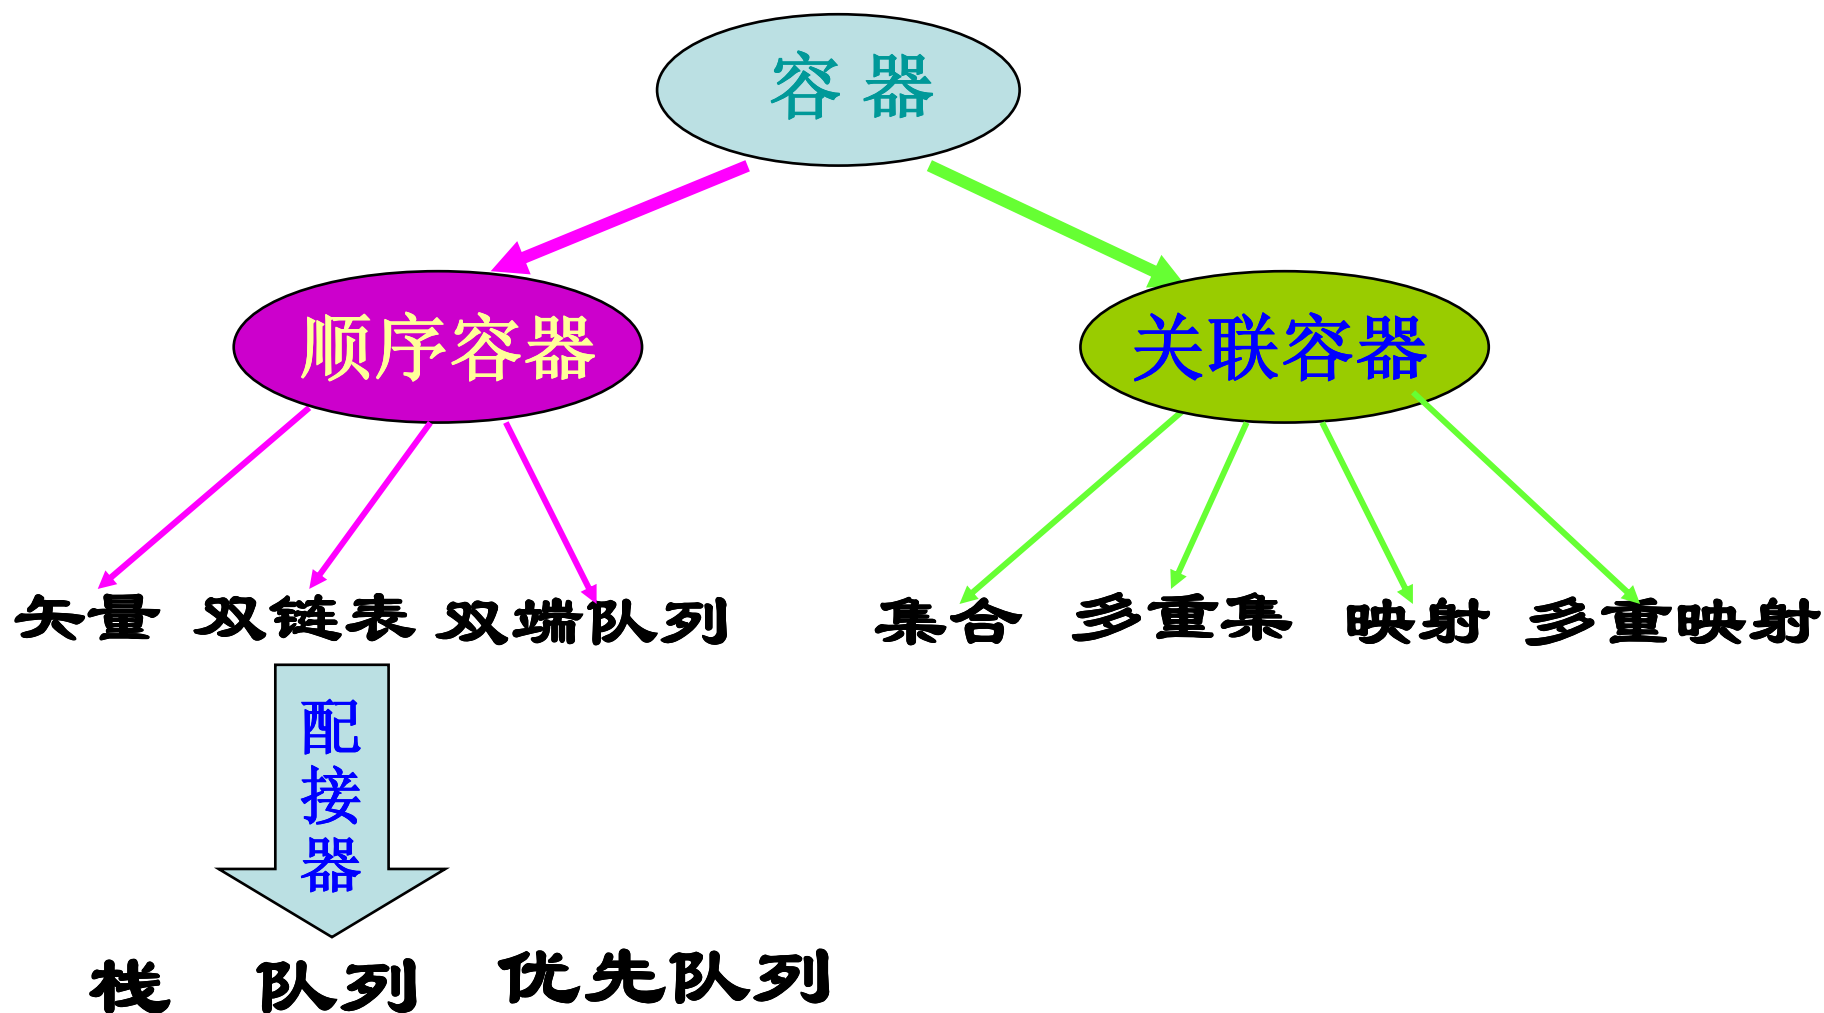 容 器
顺序容器 关联容器
矢量 双链表 双端队列 集合 多重集 映射 多重映射
配
接
器
栈 队列 优先队列